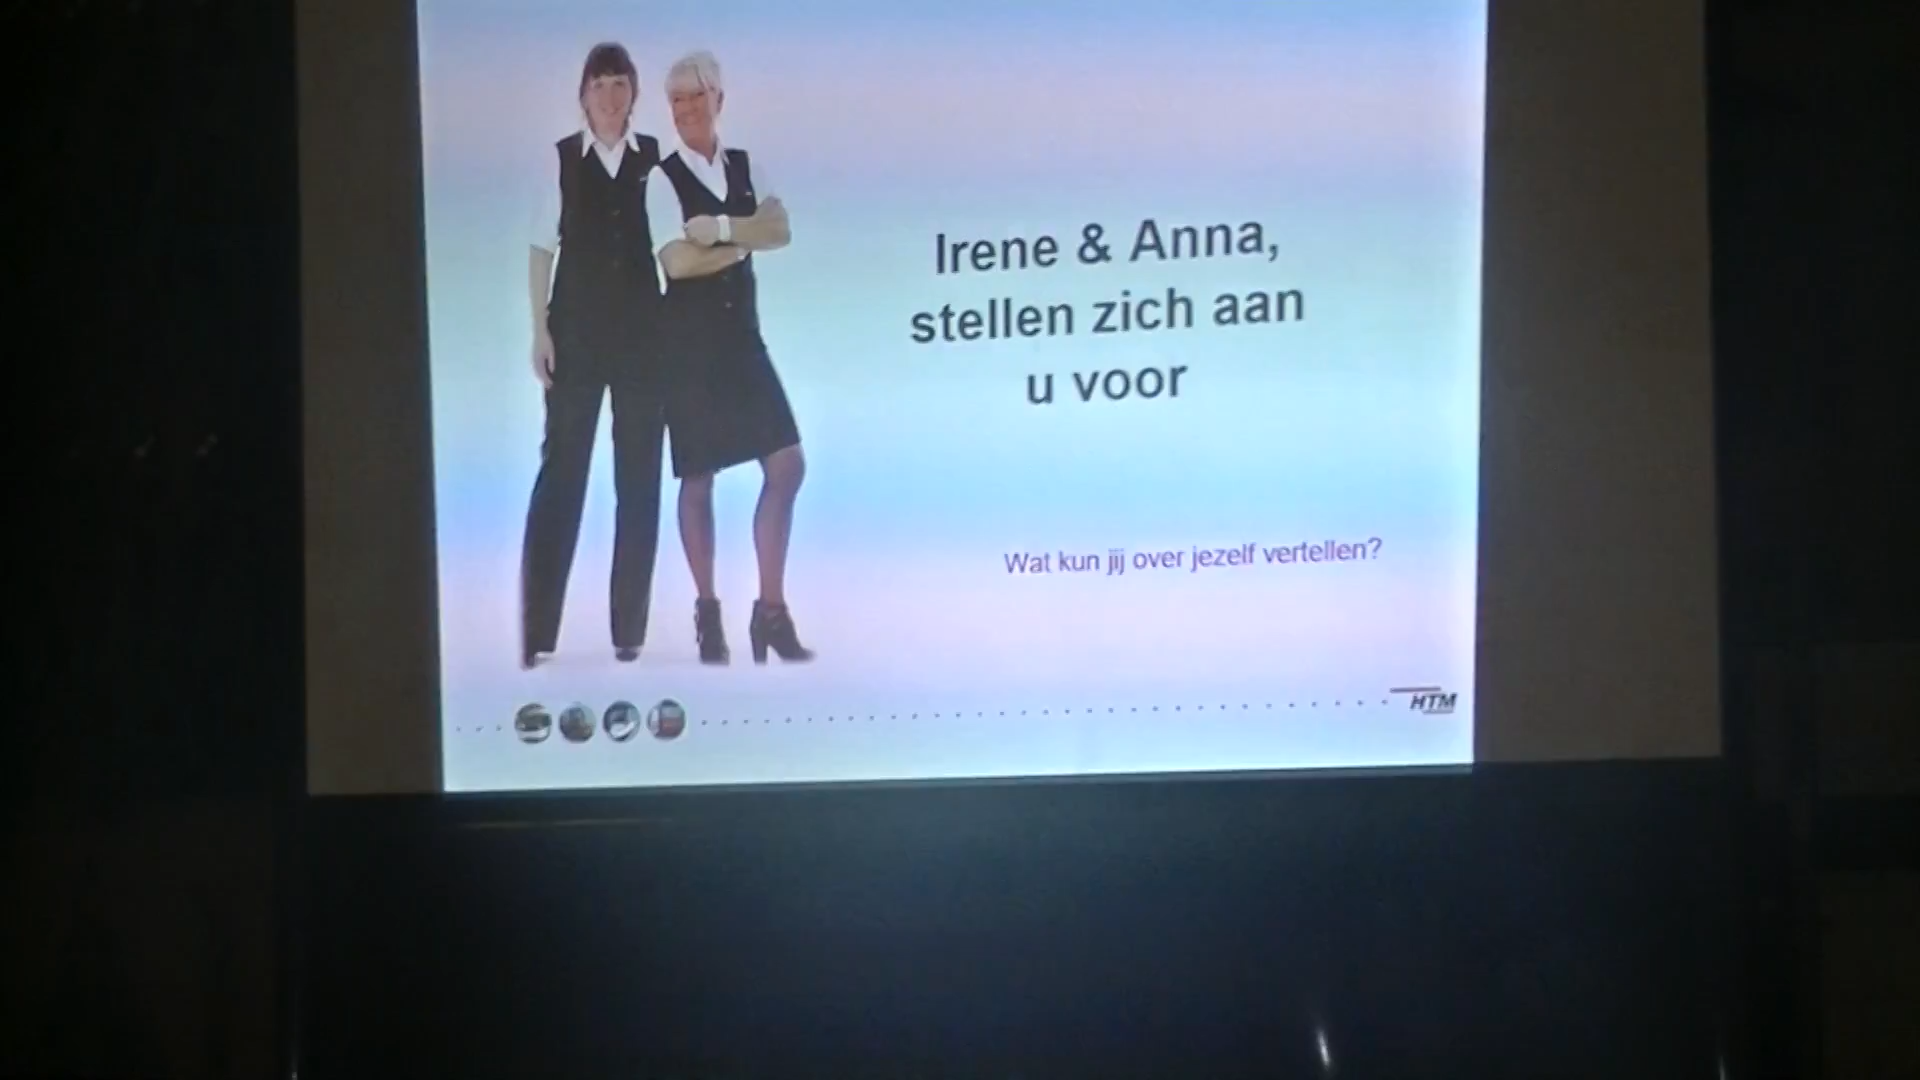 Irene & Anna,
stellen zich aan
u voor
Wat kun jij over jezelf vertellen?
HTM